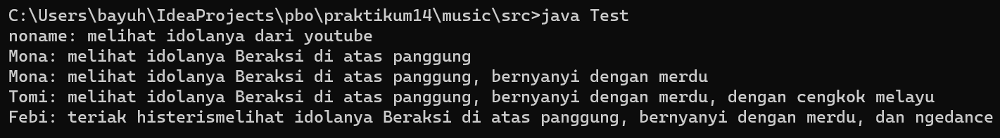 C:\Users\bayuh\IdeaProjects\pbo\praktikum14\music\src>java Test
noname: melihat idolanya dari youtube
Mona: melihat idolanya Beraksi di atas panggung
Mona: melihat idolanya Beraksi di atas panggung, bernyanyi dengan merdu
Tomi: melihat idolanya Beraksi di atas panggung, bernyanyi dengan merdu, dengan cengkok melayu
Febi: teriak histerismelihat idolanya Beraksi di atas panggung, bernyanyi dengan merdu, dan ngedance